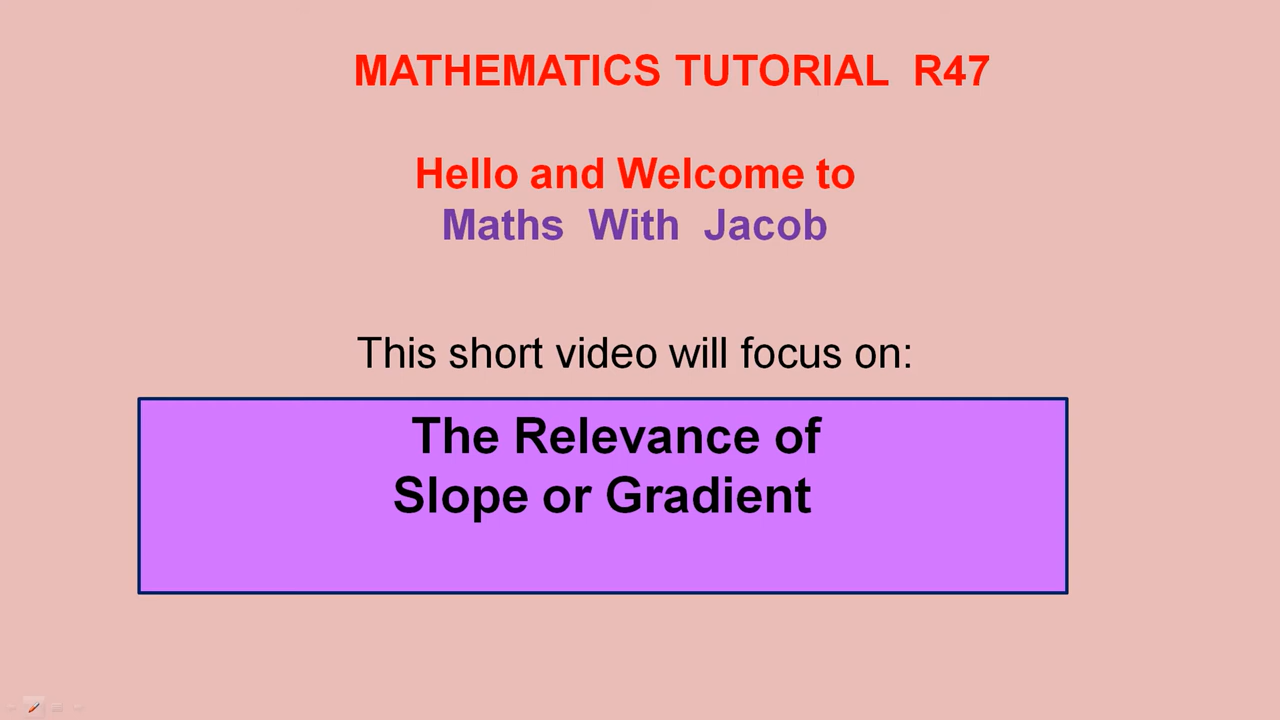 MATHEMATICS TUTORIAL R47
Hello and Welcome to
Maths With Jacob
This short video will focus on:
The Relevance of
Slope or Gradient